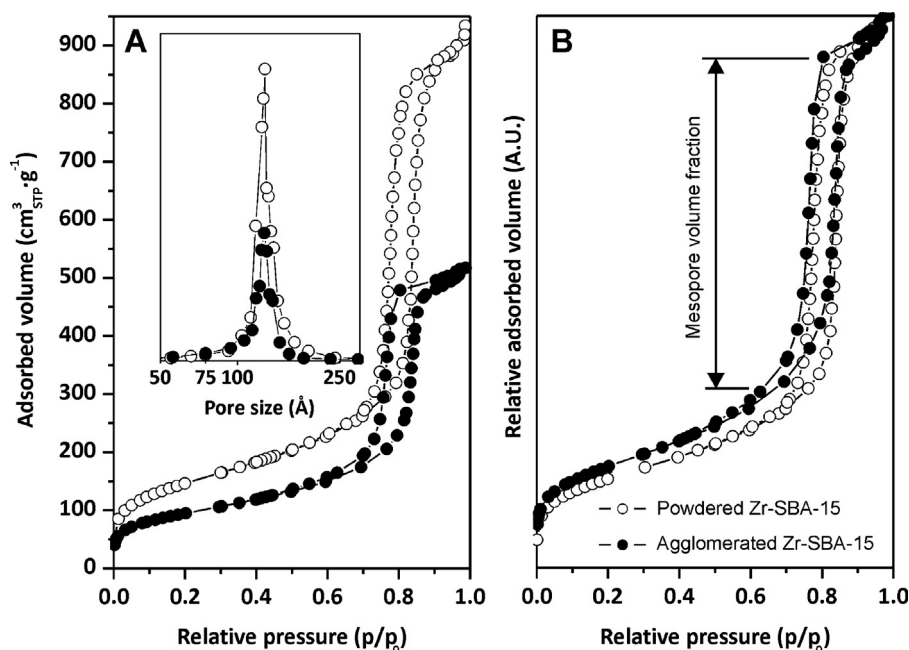 A
900
800
700
600
500
400
300
200
100
0
Adsorbed volume (cm³STP·g⁻¹)
0.0 0.2 0.4 0.6 0.8 1.0
Relative pressure (p/p₀)
50 75 100 250
Pore size (Å)
B
Relative adsorbed volume (A.U.)
Mesopore volume fraction
Powdered Zr-SBA-15
Agglomerated Zr-SBA-15
0.0 0.2 0.4 0.6 0.8 1.0
Relative pressure (p/p₀)